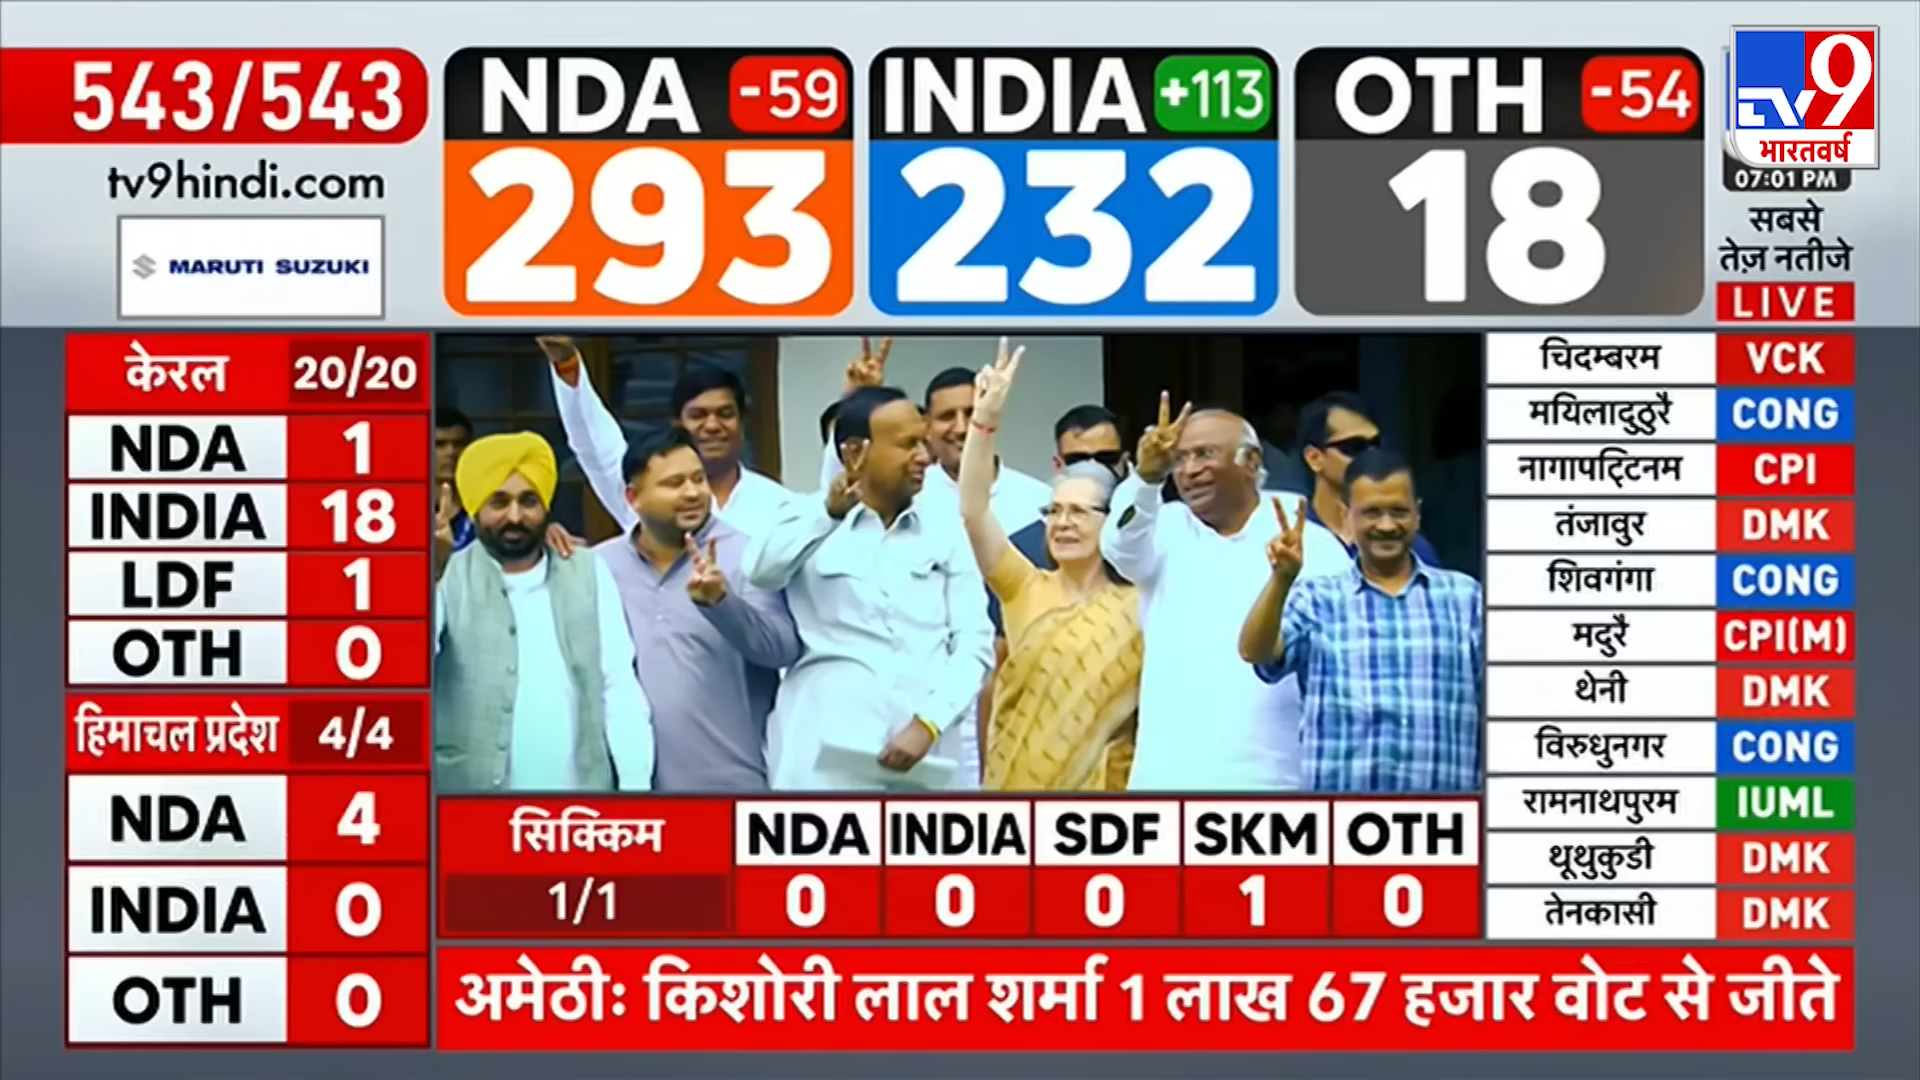 543/543
tv9hindi.com
MARUTI SUZUKI
NDA -59
293
INDIA +113
232
OTH -54
18
TV9
भारतवर्ष
07:01 PM
सबसे
तेज़ नतीजे
LIVE
केरल 20/20
NDA 1
INDIA 18
LDF 1
OTH 0
हिमाचल प्रदेश 4/4
NDA 4
INDIA 0
OTH 0
सिक्किम NDA INDIA SDF SKM OTH
1/1 0 0 0 1 0
चिदम्बरम VCK
मयिलादुठुरै CONG
नागापट्टिनम CPI
तंजावुर DMK
शिवगंगा CONG
मदुरै CPI(M)
थेनी DMK
विरुधुनगर CONG
रामनाथपुरम IUML
थूथुकुडी DMK
तेनकासी DMK
अमेठीः किशोरी लाल शर्मा 1 लाख 67 हजार वोट से जीते